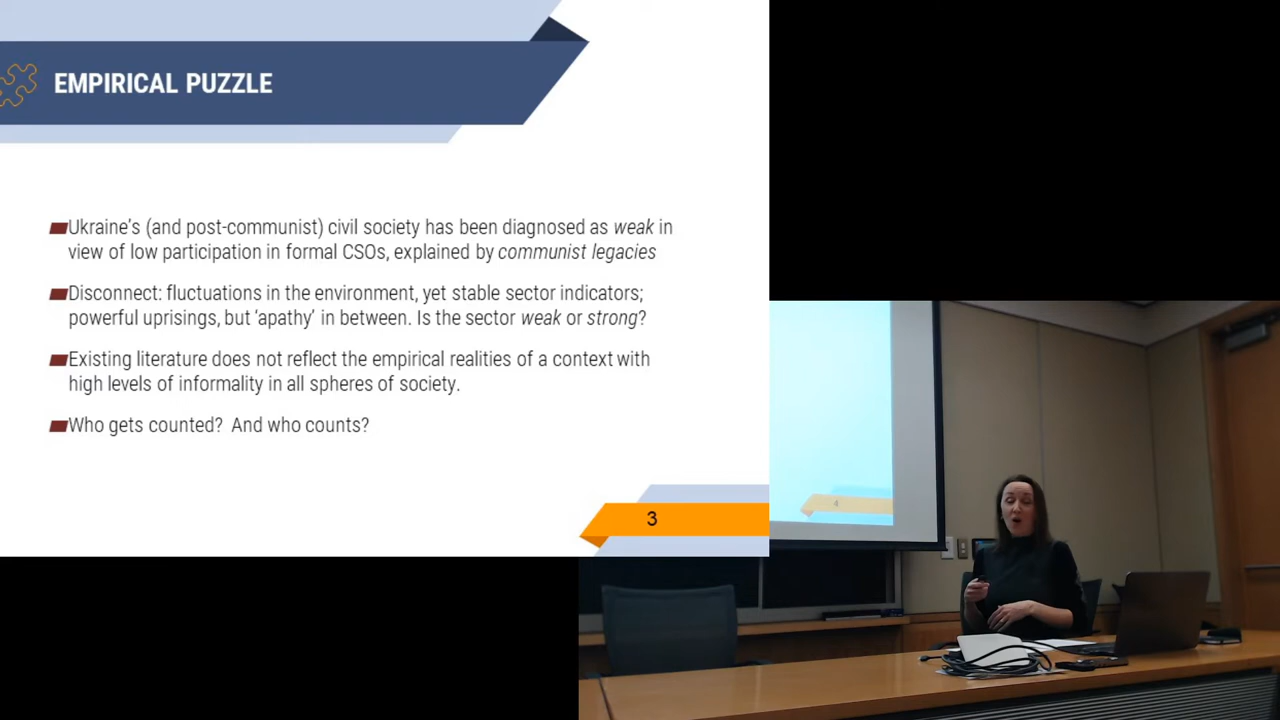 EMPIRICAL PUZZLE
Ukraine's (and post-communist) civil society has been diagnosed as weak in
view of low participation in formal CSOs, explained by communist legacies
Disconnect: fluctuations in the environment, yet stable sector indicators;
powerful uprisings, but 'apathy' in between. Is the sector weak or strong?
Existing literature does not reflect the empirical realities of a context with
high levels of informality in all spheres of society.
Who gets counted?  And who counts?
3
4